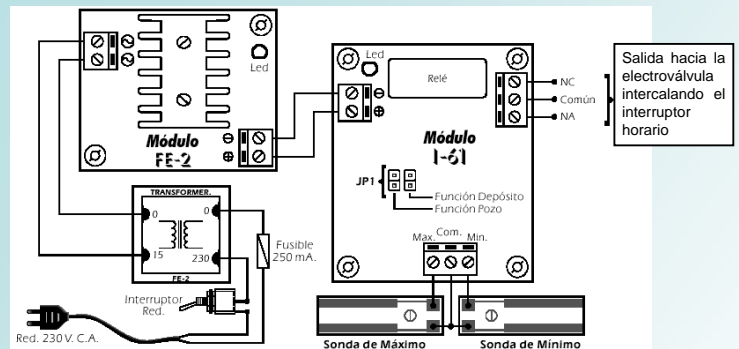 Led
Módulo
FE-2
⊖
⊕
TRANSFORMER.
0
0
15
230
FE-2
Fusible
250 mA.
Interruptor
Red.
Red. 230 V. C.A.
Led
Relé
⊖
⊕
NC
Común
NA
Módulo
I-61
JP1
Función Depósito
Función Pozo
Max. Com. Min.
Sonda de Máximo
Sonda de Mínimo
Salida hacia la
electroválvula
intercalando el
interruptor
horario